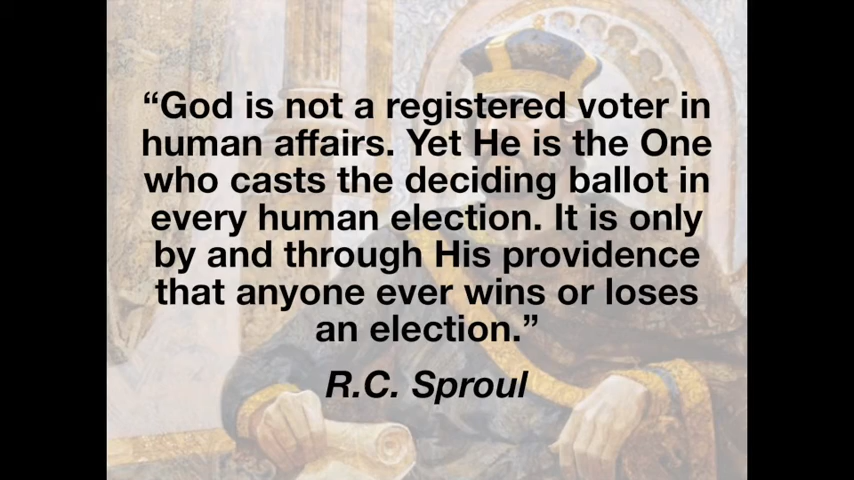 “God is not a registered voter in
human affairs. Yet He is the One
who casts the deciding ballot in
every human election. It is only
by and through His providence
that anyone ever wins or loses
an election.”
R.C. Sproul